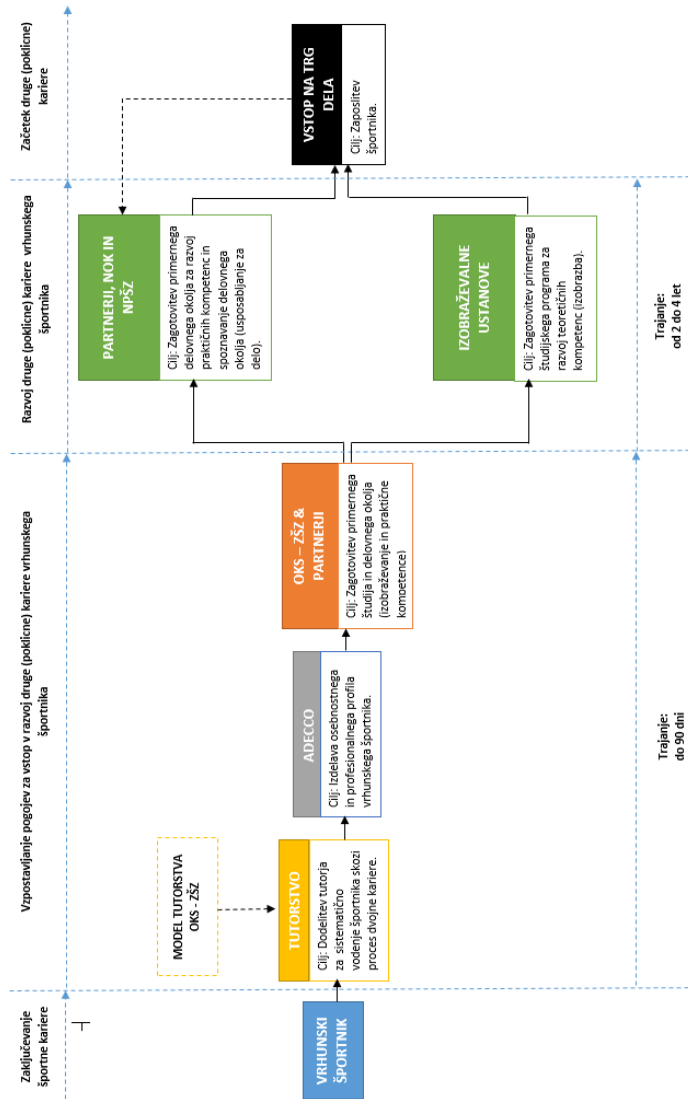 Zaključevanje
športne kariere
Vzpostavljanje pogojev za vstop v razvoj druge (poklicne) kariere vrhunskega
športnika
Razvoj druge (poklicne) kariere vrhunskega
športnika
Začetek druge (poklicne)
kariere
VRHUNSKI
ŠPORTNIK
MODEL TUTORSTVA
OKS - ZŠZ
TUTORSTVO
Cilj: Dodelitev tutorja
za sistematično
vodenje športnika skozi
proces dvojne kariere.
ADECCO
Cilj: Izdelava osebnostnega
in profesionalnega profila
vrhunskega športnika.
OKS – ZŠZ &
PARTNERJI
Cilj: Zagotovitev primernega
študija in delovnega okolja
(izobraževanje in praktične
kompetence)
PARTNERJI, NOK IN
NPŠZ
Cilj: Zagotovitev primernega
delovnega okolja za razvoj
praktičnih kompetenc in
spoznavanje delovnega
okolja (usposabljanje za
delo).
IZOBRAŽEVALNE
USTANOVE
Cilj: Zagotovitev primernega
študijskega programa za
razvoj teoretičnih
kompetenc (izobrazba).
VSTOP NA TRG
DELA
Cilj: Zaposlitev
športnika.
Trajanje:
do 90 dni
Trajanje:
od 2 do 4 let